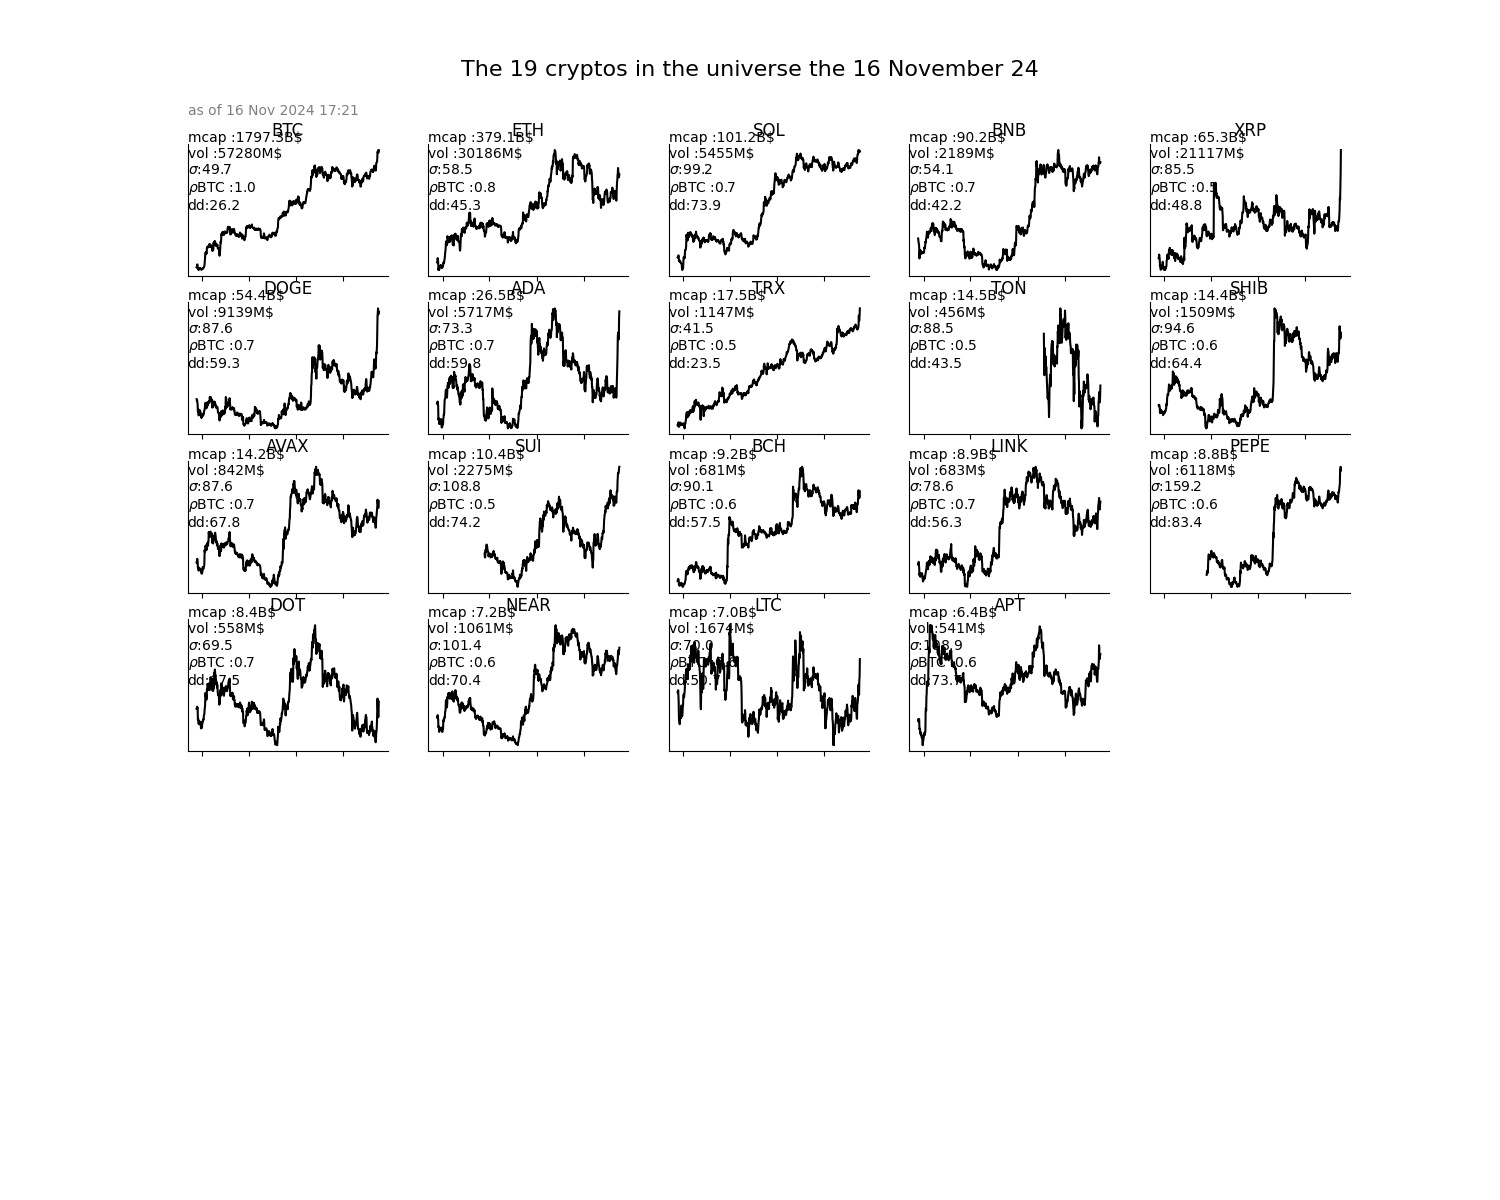 The 19 cryptos in the universe the 16 November 24
as of 16 Nov 2024 17:21
BTC
mcap :1797.3B$
vol :57280M$
σ:49.7
ρBTC :1.0
dd:26.2
ETH
mcap :379.1B$
vol :30186M$
σ:58.5
ρBTC :0.8
dd:45.3
SOL
mcap :101.2B$
vol :5455M$
σ:99.2
ρBTC :0.7
dd:73.9
BNB
mcap :90.2B$
vol :2189M$
σ:54.1
ρBTC :0.7
dd:42.2
XRP
mcap :65.3B$
vol :21117M$
σ:85.5
ρBTC :0.5
dd:48.8
DOGE
mcap :54.4B$
vol :9139M$
σ:87.6
ρBTC :0.7
dd:59.3
ADA
mcap :26.5B$
vol :5717M$
σ:73.3
ρBTC :0.7
dd:59.8
TRX
mcap :17.5B$
vol :1147M$
σ:41.5
ρBTC :0.5
dd:23.5
TON
mcap :14.5B$
vol :456M$
σ:88.5
ρBTC :0.5
dd:43.5
SHIB
mcap :14.4B$
vol :1509M$
σ:94.6
ρBTC :0.6
dd:64.4
AVAX
mcap :14.2B$
vol :842M$
σ:87.6
ρBTC :0.7
dd:67.8
SUI
mcap :10.4B$
vol :2275M$
σ:108.8
ρBTC :0.5
dd:74.2
BCH
mcap :9.2B$
vol :681M$
σ:90.1
ρBTC :0.6
dd:57.5
LINK
mcap :8.9B$
vol :683M$
σ:78.6
ρBTC :0.7
dd:56.3
PEPE
mcap :8.8B$
vol :6118M$
σ:159.2
ρBTC :0.6
dd:83.4
DOT
mcap :8.4B$
vol :558M$
σ:69.5
ρBTC :0.7
NEAR
mcap :7.2B$
vol :1061M$
σ:101.4
ρBTC :0.6
dd:70.4
LTC
mcap :7.0B$
vol :1674M$
σ:70.0
APT
mcap :6.4B$
vol :541M$
ρBTC :0.6